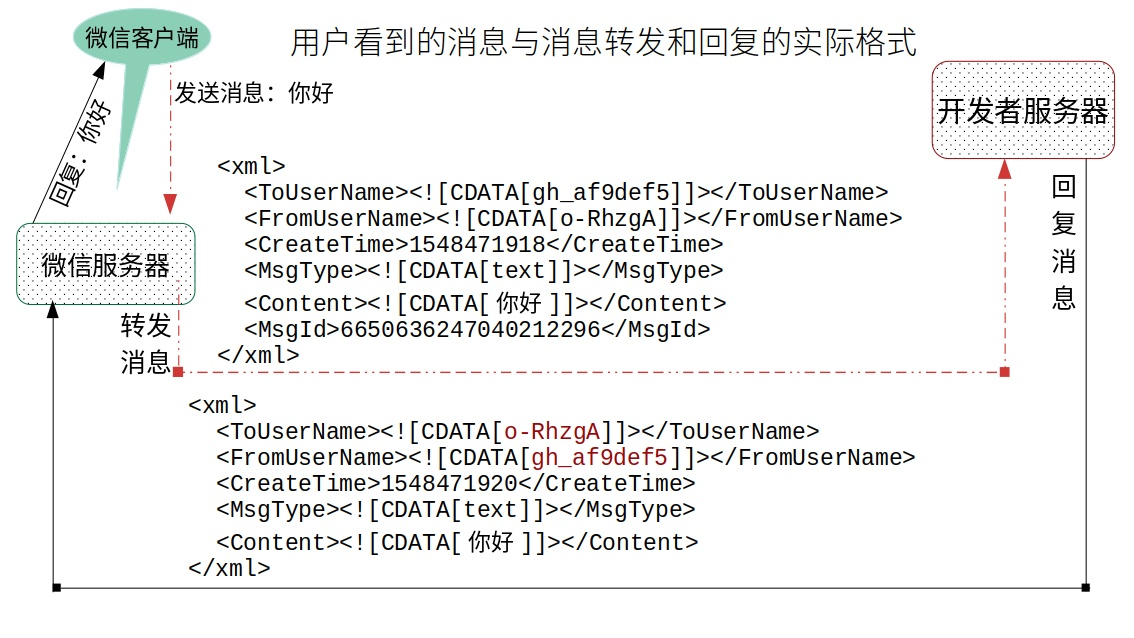 微信客户端
用户看到的消息与消息转发和回复的实际格式
发送消息：你好
开发者服务器
回复：你好
<xml>
<ToUserName><![CDATA[gh_af9def5]]></ToUserName>
<FromUserName><![CDATA[o-RhzgA]]></FromUserName>
<CreateTime>1548471918</CreateTime>
<MsgType><![CDATA[text]]></MsgType>
<Content><![CDATA[ 你好 ]]></Content>
<MsgId>6650636247040212296</MsgId>
</xml>
微信服务器
回复消息
转发
消息
<xml>
<ToUserName><![CDATA[o-RhzgA]]></ToUserName>
<FromUserName><![CDATA[gh_af9def5]]></FromUserName>
<CreateTime>1548471920</CreateTime>
<MsgType><![CDATA[text]]></MsgType>
<Content><![CDATA[ 你好 ]]></Content>
</xml>